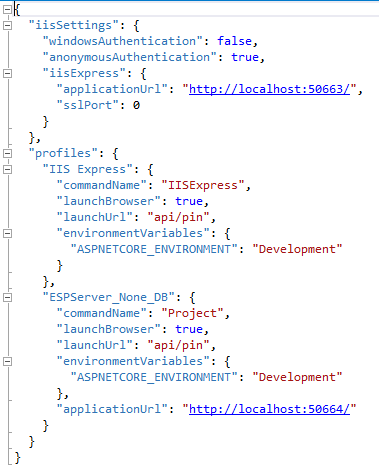 {
  "iisSettings": {
    "windowsAuthentication": false,
    "anonymousAuthentication": true,
    "iisExpress": {
      "applicationUrl": "http://localhost:50663/",
      "sslPort": 0
    }
  },
  "profiles": {
    "IIS Express": {
      "commandName": "IISExpress",
      "launchBrowser": true,
      "launchUrl": "api/pin",
      "environmentVariables": {
        "ASPNETCORE_ENVIRONMENT": "Development"
      }
    },
    "ESPServer_None_DB": {
      "commandName": "Project",
      "launchBrowser": true,
      "launchUrl": "api/pin",
      "environmentVariables": {
        "ASPNETCORE_ENVIRONMENT": "Development"
      },
      "applicationUrl": "http://localhost:50664/"
    }
  }
}